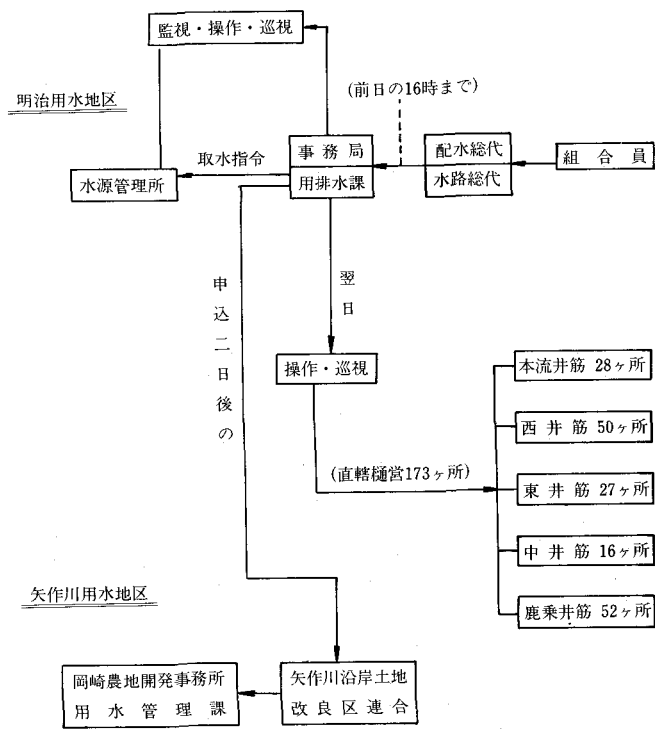 監視・操作・巡視
明治用水地区
(前日の16時まで)
取水指令
水源管理所
事務局
用排水課
配水総代
水路総代
組合員
申込二日後の
翌日
操作・巡視
(直轄樋営173ヶ所)
本流井筋 28ヶ所
西井筋 50ヶ所
東井筋 27ヶ所
中井筋 16ヶ所
鹿乗井筋 52ヶ所
矢作川用水地区
岡崎農地開発事務所
用水管理課
矢作川沿岸土地
改良区連合